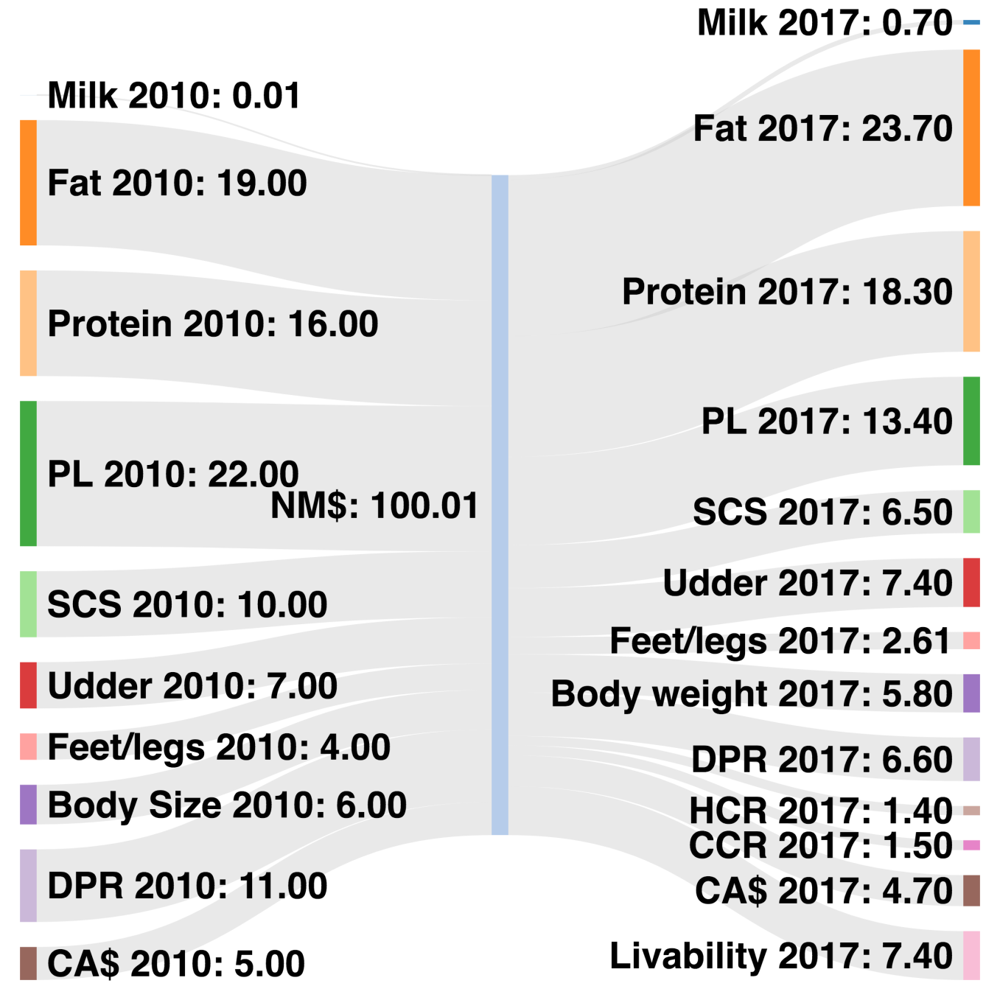 Milk 2010: 0.01
Fat 2010: 19.00
Protein 2010: 16.00
PL 2010: 22.00
SCS 2010: 10.00
Udder 2010: 7.00
Feet/legs 2010: 4.00
Body Size 2010: 6.00
DPR 2010: 11.00
CA$ 2010: 5.00
NM$: 100.01
Milk 2017: 0.70
Fat 2017: 23.70
Protein 2017: 18.30
PL 2017: 13.40
SCS 2017: 6.50
Udder 2017: 7.40
Feet/legs 2017: 2.61
Body weight 2017: 5.80
DPR 2017: 6.60
HCR 2017: 1.40
CCR 2017: 1.50
CA$ 2017: 4.70
Livability 2017: 7.40